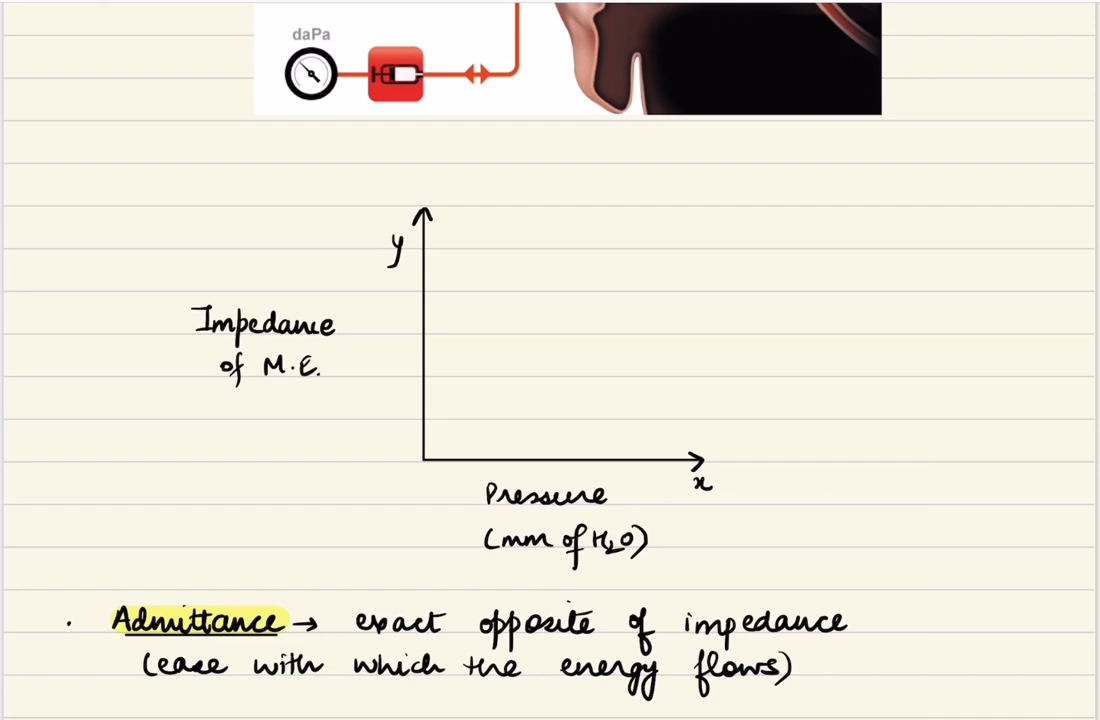 daPa
y
Impedance
of M.E.
x
Pressure
(mm of H₂O)
· Admittance → exact opposite of impedance
(ease with which the energy flows)